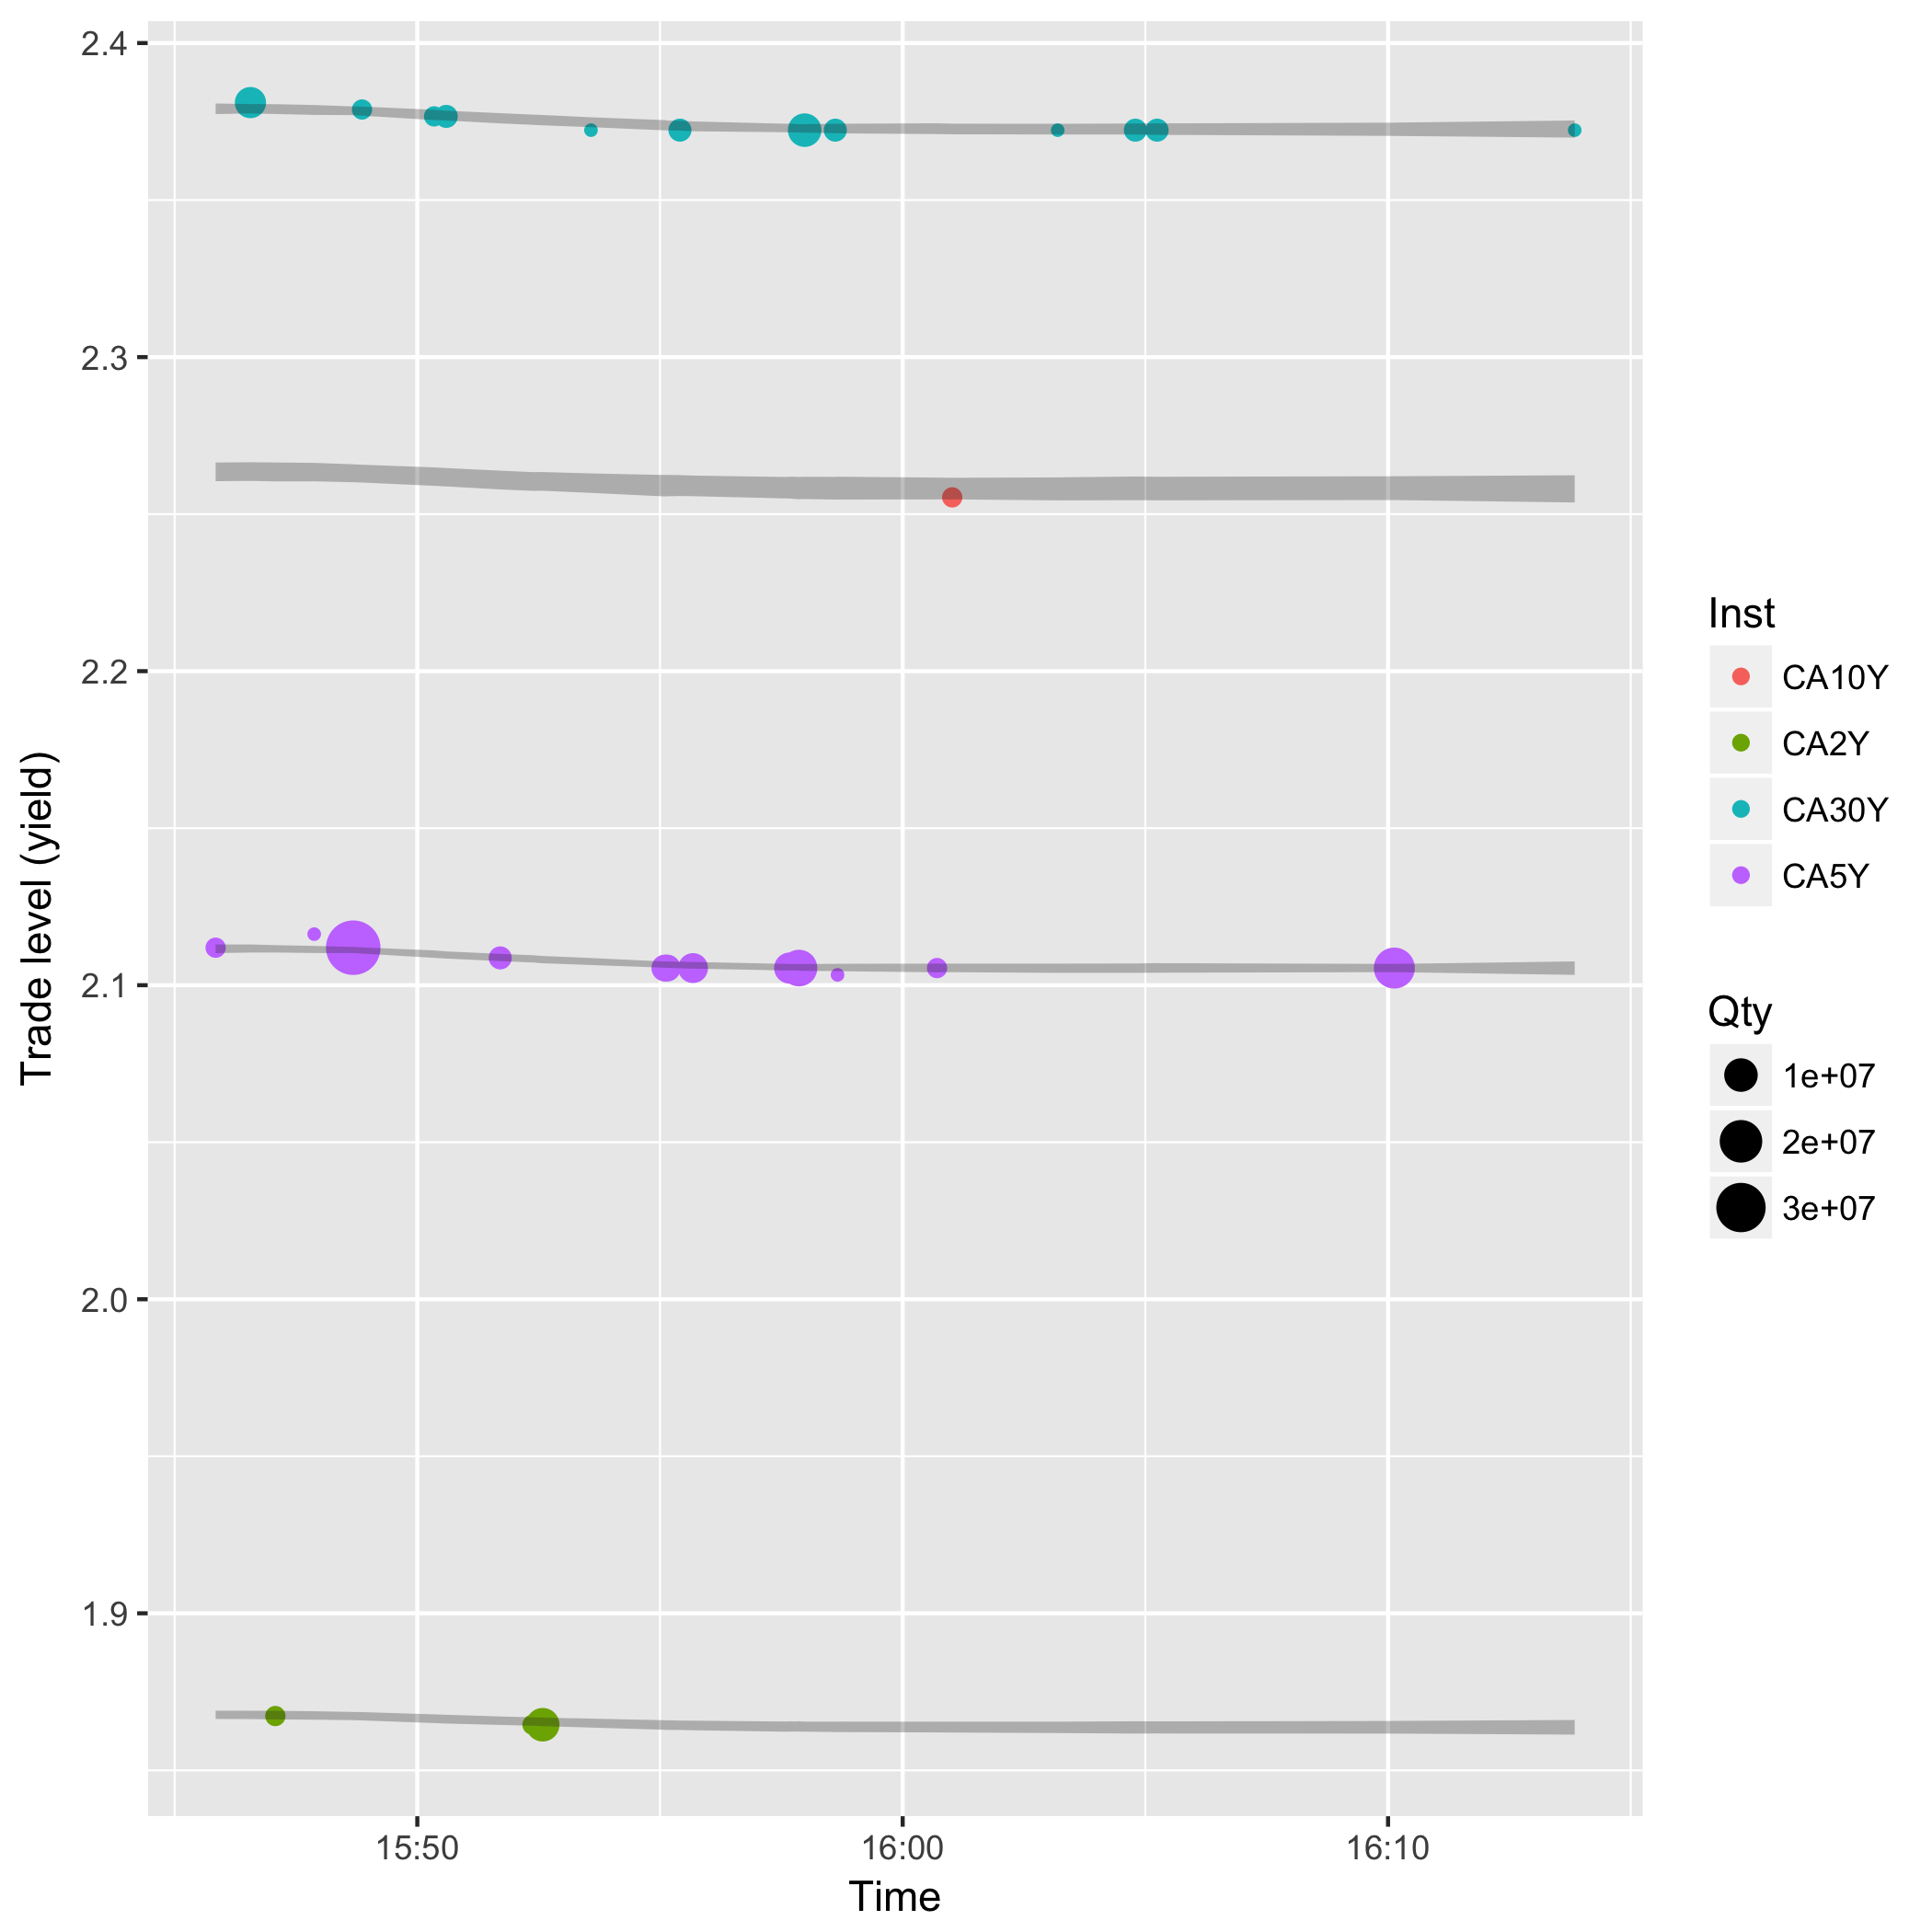 2.4
2.3
2.2
2.1
2.0
1.9
Trade level (yield)
15:50
16:00
16:10
Time
Inst
CA10Y
CA2Y
CA30Y
CA5Y
Qty
1e+07
2e+07
3e+07